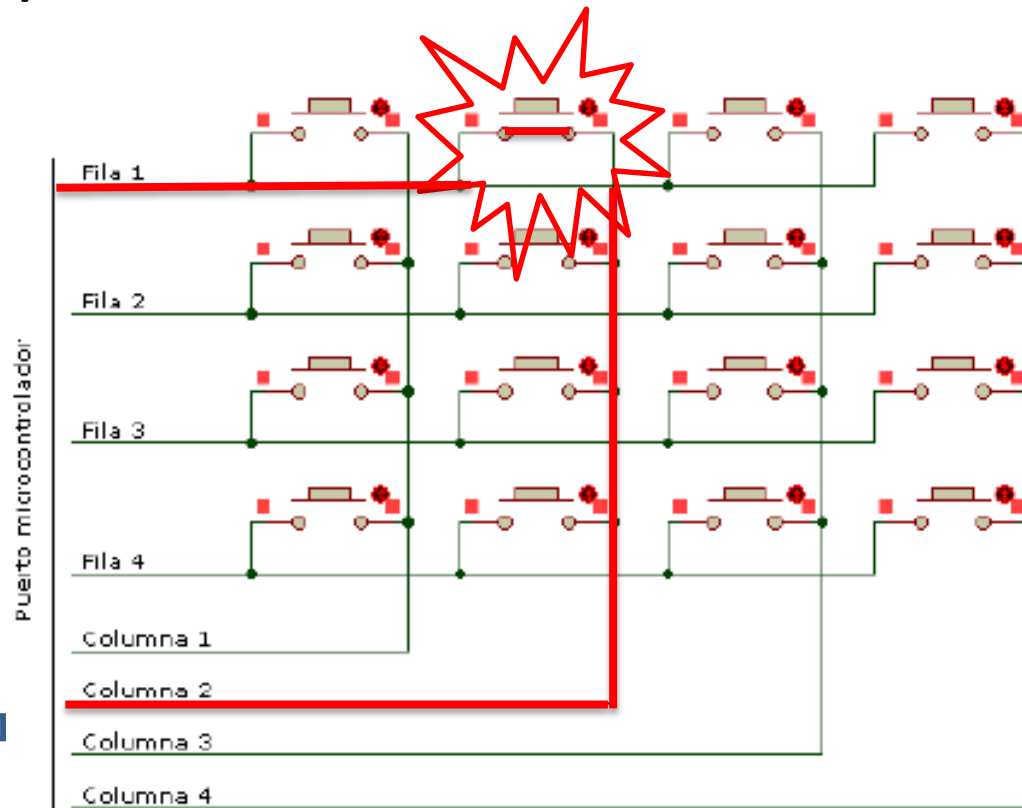 Fila 1
Fila 2
Fila 3
Fila 4
Columna 1
Columna 2
Columna 3
Columna 4
Puerto microcontrolador